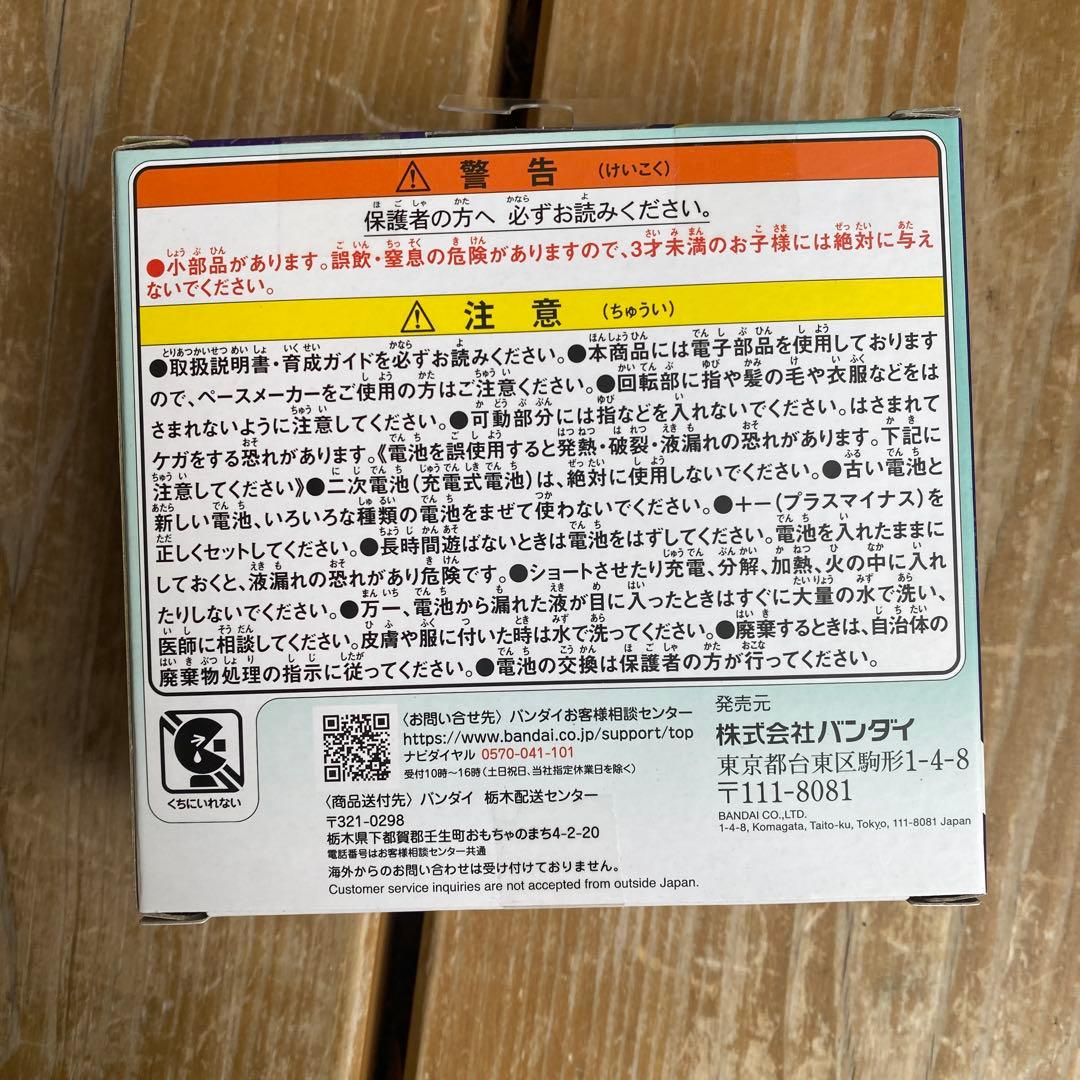 ⚠ 警告 (けいこく)
保護者の方へ 必ずお読みください。
●小部品があります。誤飲・窒息の危険がありますので、3才未満のお子様には絶対に与え
ないでください。
⚠ 注意 (ちゅうい)
●取扱説明書・育成ガイドを必ずお読みください。●本商品には電子部品を使用しております
ので、ペースメーカーをご使用の方はご注意ください。●回転部に指や髪の毛や衣服などをは
さまれないように注意してください。●可動部分には指などを入れないでください。はさまれて
ケガをする恐れがあります。《電池を誤使用すると発熱・破裂・液漏れの恐れがあります。下記に
注意してください》●二次電池(充電式電池)は、絶対に使用しないでください。●古い電池と
新しい電池、いろいろな種類の電池をまぜて使わないでください。●+-(プラスマイナス)を
正しくセットしてください。●長時間遊ばないときは電池をはずしてください。電池を入れたままに
しておくと、液漏れの恐れがあり危険です。●ショートさせたり充電、分解、加熱、火の中に入れ
たりしないでください。●万一、電池から漏れた液が目に入ったときはすぐに大量の水で洗い、
医師に相談してください。皮膚や服に付いた時は水で洗ってください。●廃棄するときは、自治体の
廃棄物処理の指示に従ってください。●電池の交換は保護者の方が行ってください。
くちにいれない
〈お問い合せ先〉バンダイお客様相談センター
https://www.bandai.co.jp/support/top
ナビダイヤル 0570-041-101
受付10時〜16時(土日祝日、当社指定休業日を除く)
〈商品送付先〉バンダイ 栃木配送センター
〒321-0298
栃木県下都賀郡壬生町おもちゃのまち4-2-20
電話番号はお客様相談センター共通
海外からのお問い合わせは受け付けておりません。
Customer service inquiries are not accepted from outside Japan.
発売元
株式会社バンダイ
東京都台東区駒形1-4-8
〒111-8081
BANDAI CO.,LTD.
1-4-8, Komagata, Taito-ku, Tokyo, 111-8081 Japan